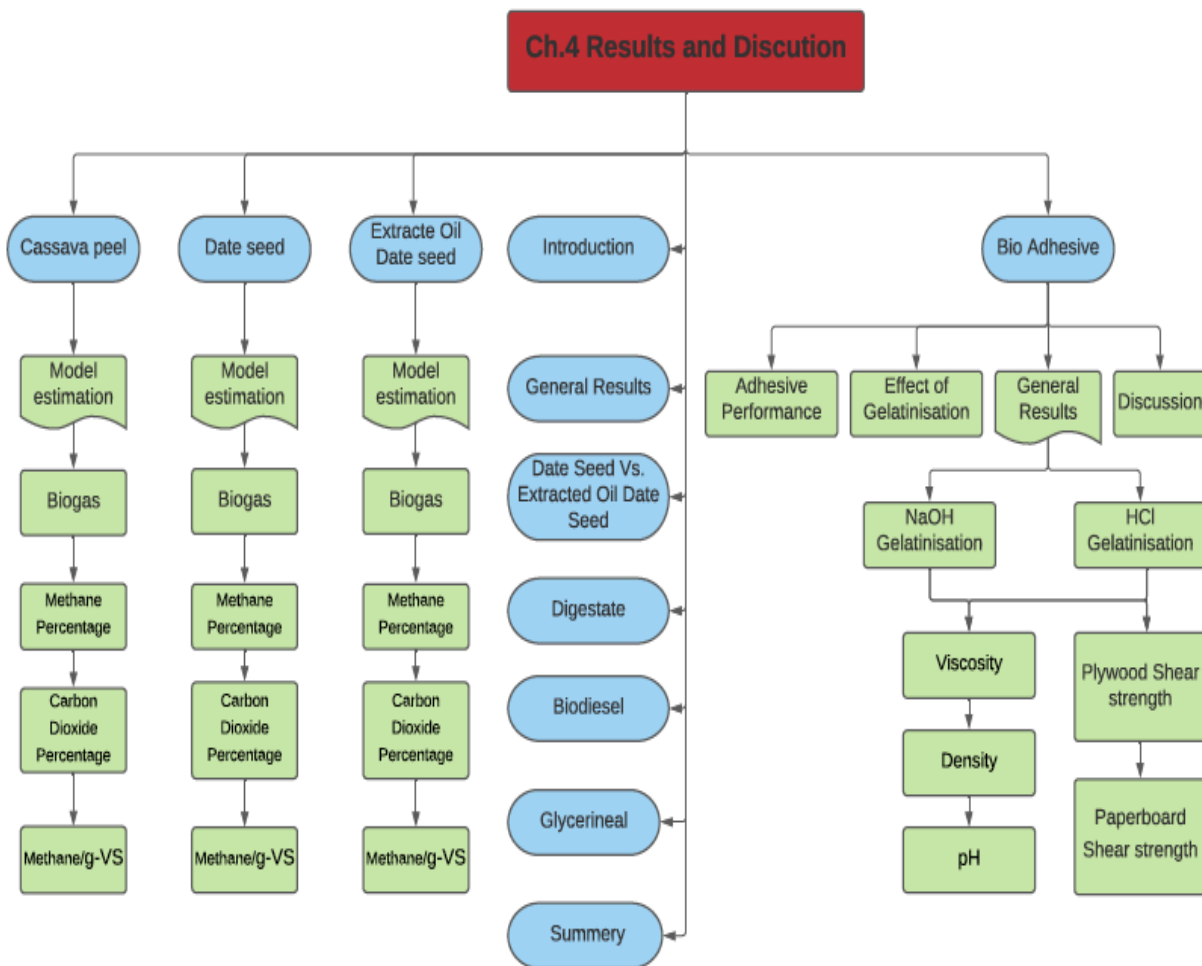 Ch.4 Results and Discution
Cassava peel
Date seed
Extracte Oil
Date seed
Introduction
Bio Adhesive
Model
estimation
Model
estimation
Model
estimation
General Results
Adhesive
Performance
Effect of
Gelatinisation
General
Results
Discussion
Biogas
Biogas
Biogas
Date Seed Vs.
Extracted Oil Date
Seed
NaOH
Gelatinisation
HCl
Gelatinisation
Methane
Percentage
Methane
Percentage
Methane
Percentage
Digestate
Viscosity
Plywood Shear
strength
Carbon
Dioxide
Percentage
Carbon
Dioxide
Percentage
Carbon
Dioxide
Percentage
Biodiesel
Density
Glycerineal
Paperboard
Shear strength
Methane/g-VS
Methane/g-VS
Methane/g-VS
pH
Summery